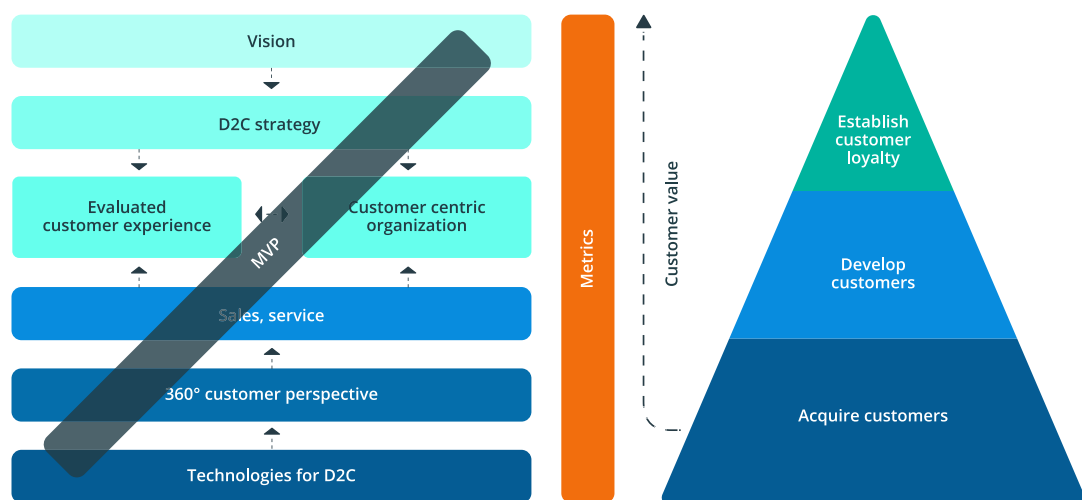 Vision
D2C strategy
Evaluated
customer experience
Customer centric
organization
MVP
Sales, service
360° customer perspective
Technologies for D2C
Metrics
Customer value
Establish
customer
loyalty
Develop
customers
Acquire customers